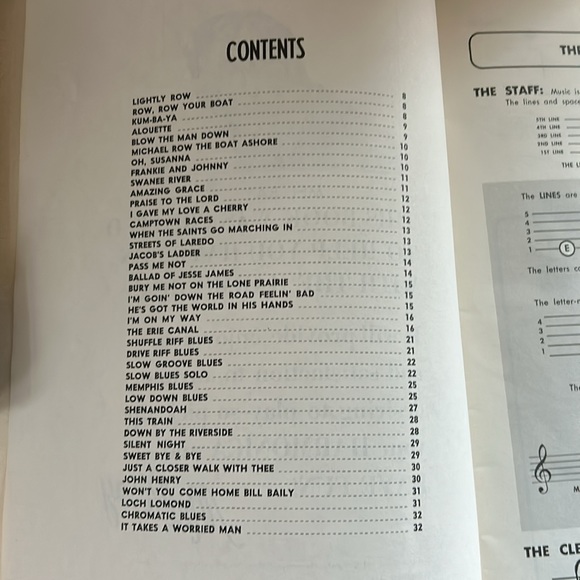 CONTENTS
LIGHTLY ROW 8
ROW, ROW YOUR BOAT 8
KUM-BA-YA 8
ALOUETTE 9
BLOW THE MAN DOWN 9
MICHAEL ROW THE BOAT ASHORE 10
OH, SUSANNA 10
FRANKIE AND JOHNNY 10
SWANEE RIVER 11
AMAZING GRACE 11
PRAISE TO THE LORD 12
I GAVE MY LOVE A CHERRY 12
CAMPTOWN RACES 12
WHEN THE SAINTS GO MARCHING IN 13
STREETS OF LAREDO 13
JACOB'S LADDER 13
PASS ME NOT 14
BALLAD OF JESSE JAMES 14
BURY ME NOT ON THE LONE PRAIRIE 15
I'M GOIN' DOWN THE ROAD FEELIN' BAD 15
HE'S GOT THE WORLD IN HIS HANDS 15
I'M ON MY WAY 16
THE ERIE CANAL 16
SHUFFLE RIFF BLUES 21
DRIVE RIFF BLUES 21
SLOW GROOVE BLUES 22
SLOW BLUES SOLO 22
MEMPHIS BLUES 25
LOW DOWN BLUES 25
SHENANDOAH 27
THIS TRAIN 28
DOWN BY THE RIVERSIDE 28
SILENT NIGHT 29
SWEET BYE & BYE 29
JUST A CLOSER WALK WITH THEE 30
JOHN HENRY 30
WON'T YOU COME HOME BILL BAILY 31
LOCH LOMOND 31
CHROMATIC BLUES 32
IT TAKES A WORRIED MAN 32
THE
THE STAFF: Music is
The lines and space
5TH LINE
4TH LINE
3RD LINE
2ND LINE
1ST LINE
THE L
The LINES are
5
4
3
2
1 E
The letters
The letter-
4
3
2
1
Th
M
THE CLE